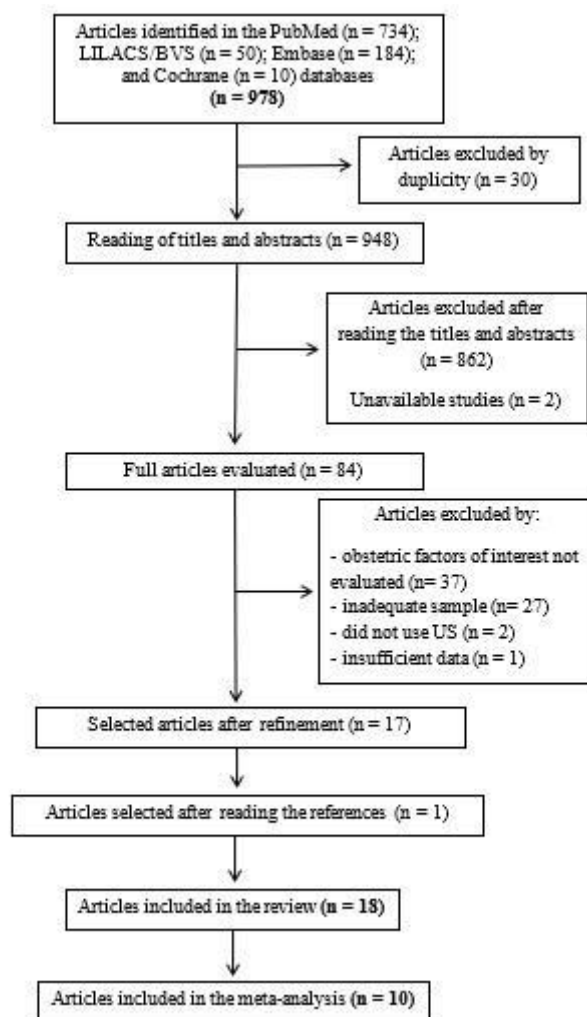 Articles identified in the PubMed (n = 734);
LILACS/BVS (n = 50); Embase (n = 184);
and Cochrane (n = 10) databases
(n = 978)
Articles excluded by
duplicity (n = 30)
Reading of titles and abstracts (n = 948)
Articles excluded after
reading the titles and abstracts
(n = 862)
Unavailable studies (n = 2)
Full articles evaluated (n = 84)
Articles excluded by:
- obstetric factors of interest not
evaluated (n= 37)
- inadequate sample (n= 27)
- did not use US (n = 2)
- insufficient data (n = 1)
Selected articles after refinement (n = 17)
Articles selected after reading the references (n = 1)
Articles included in the review (n = 18)
Articles included in the meta-analysis (n = 10)